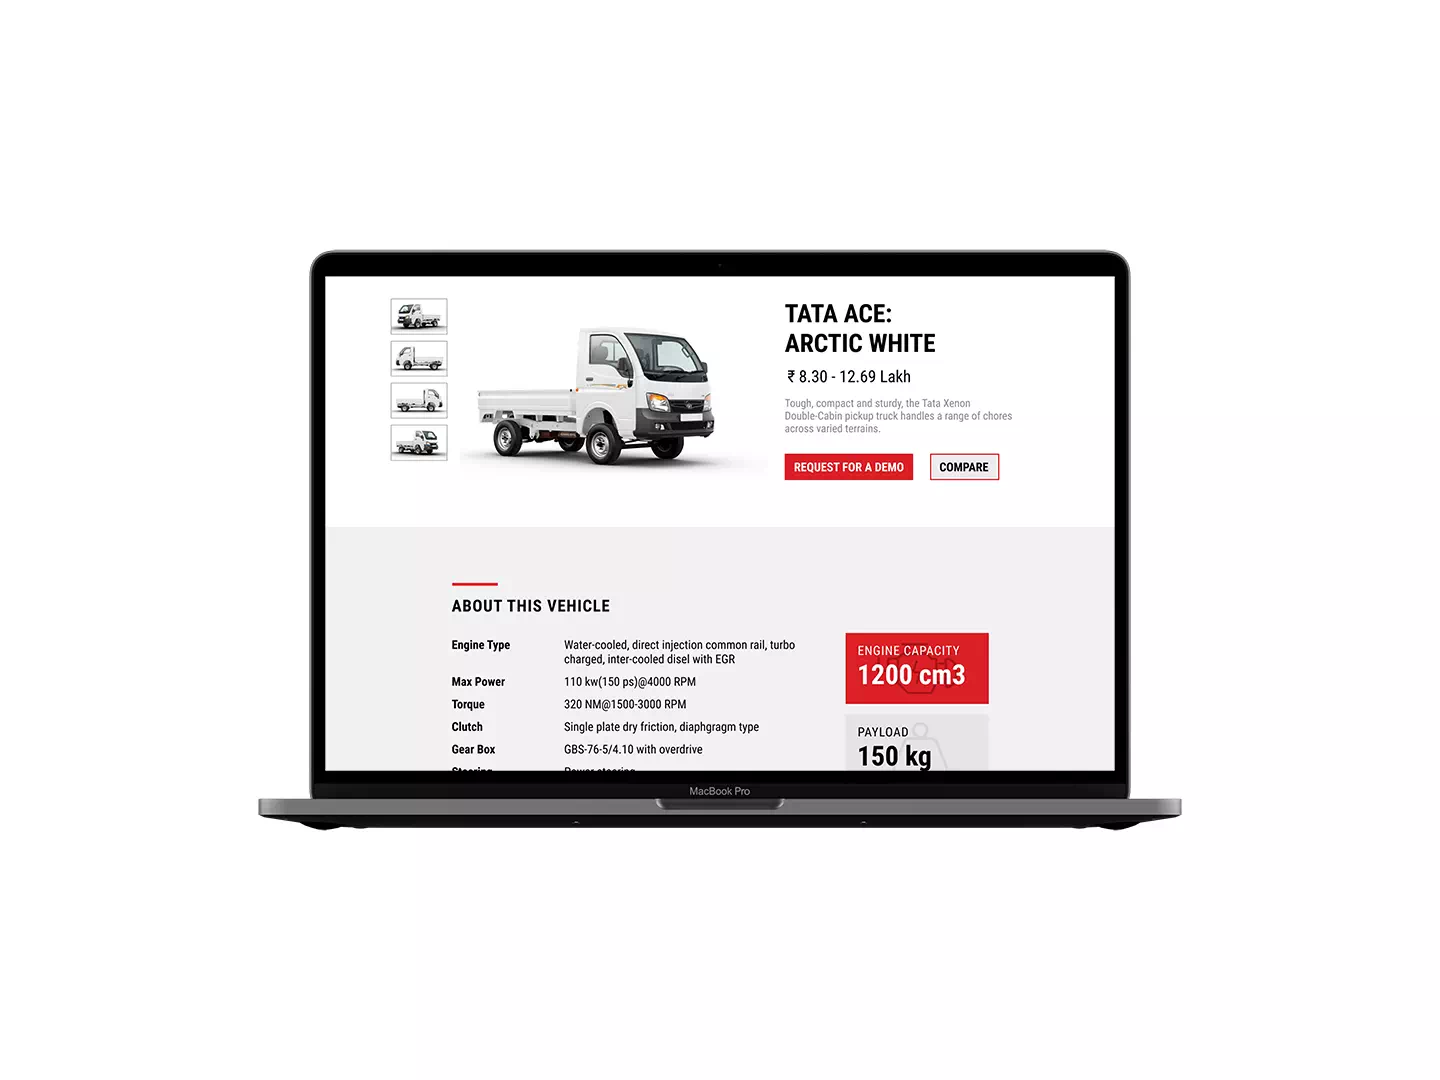 TATA ACE:
ARCTIC WHITE
₹ 8.30 - 12.69 Lakh
Tough, compact and sturdy, the Tata Xenon
Double-Cabin pickup truck handles a range of chores
across varied terrains.
REQUEST FOR A DEMO
COMPARE
ABOUT THIS VEHICLE
Engine Type
Water-cooled, direct injection common rail, turbo
charged, inter-cooled disel with EGR
Max Power
110 kw(150 ps)@4000 RPM
Torque
320 NM@1500-3000 RPM
Clutch
Single plate dry friction, diaphgragm type
Gear Box
GBS-76-5/4.10 with overdrive
Steering
Power steering
ENGINE CAPACITY
1200 cm3
PAYLOAD
150 kg
MacBook Pro